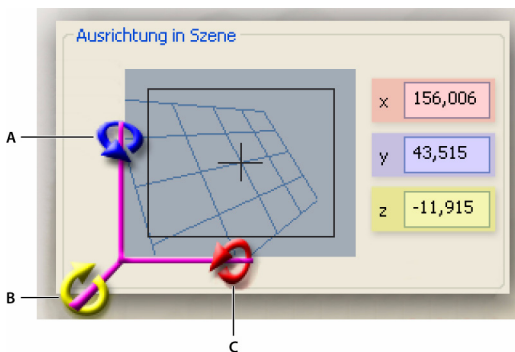 Ausrichtung in Szene
A
x 156,006
y 43,515
z -11,915
B
C